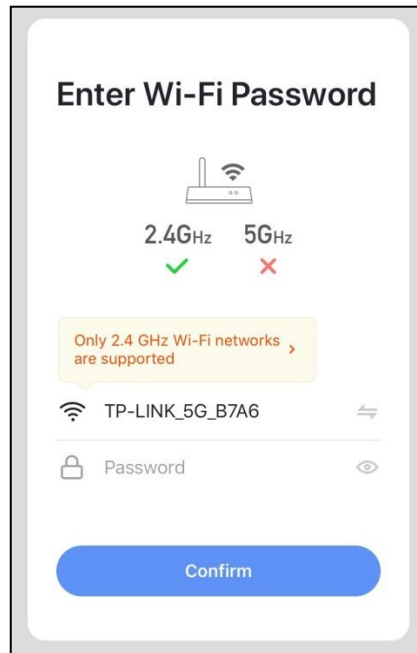 Enter Wi-Fi Password
2.4GHz 5GHz
Only 2.4 GHz Wi-Fi networks
are supported
TP-LINK_5G_B7A6
Password
Confirm